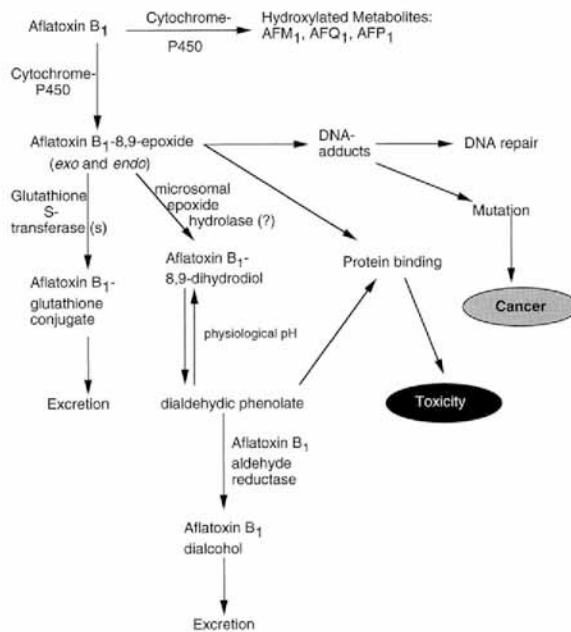 Aflatoxin B1
Cytochrome-
P450
Hydroxylated Metabolites:
AFM1, AFQ1, AFP1
Cytochrome-
P450
Aflatoxin B1-8,9-epoxide
(exo and endo)
DNA-
adducts
DNA repair
Glutathione
S-
transferase (s)
microsomal
epoxide
hydrolase (?)
Mutation
Aflatoxin B1-
8,9-dihydrodiol
Protein binding
Aflatoxin B1-
glutathione
conjugate
Cancer
physiological pH
Excretion
dialdehydic phenolate
Toxicity
Aflatoxin B1
aldehyde
reductase
Aflatoxin B1
dialcohol
Excretion